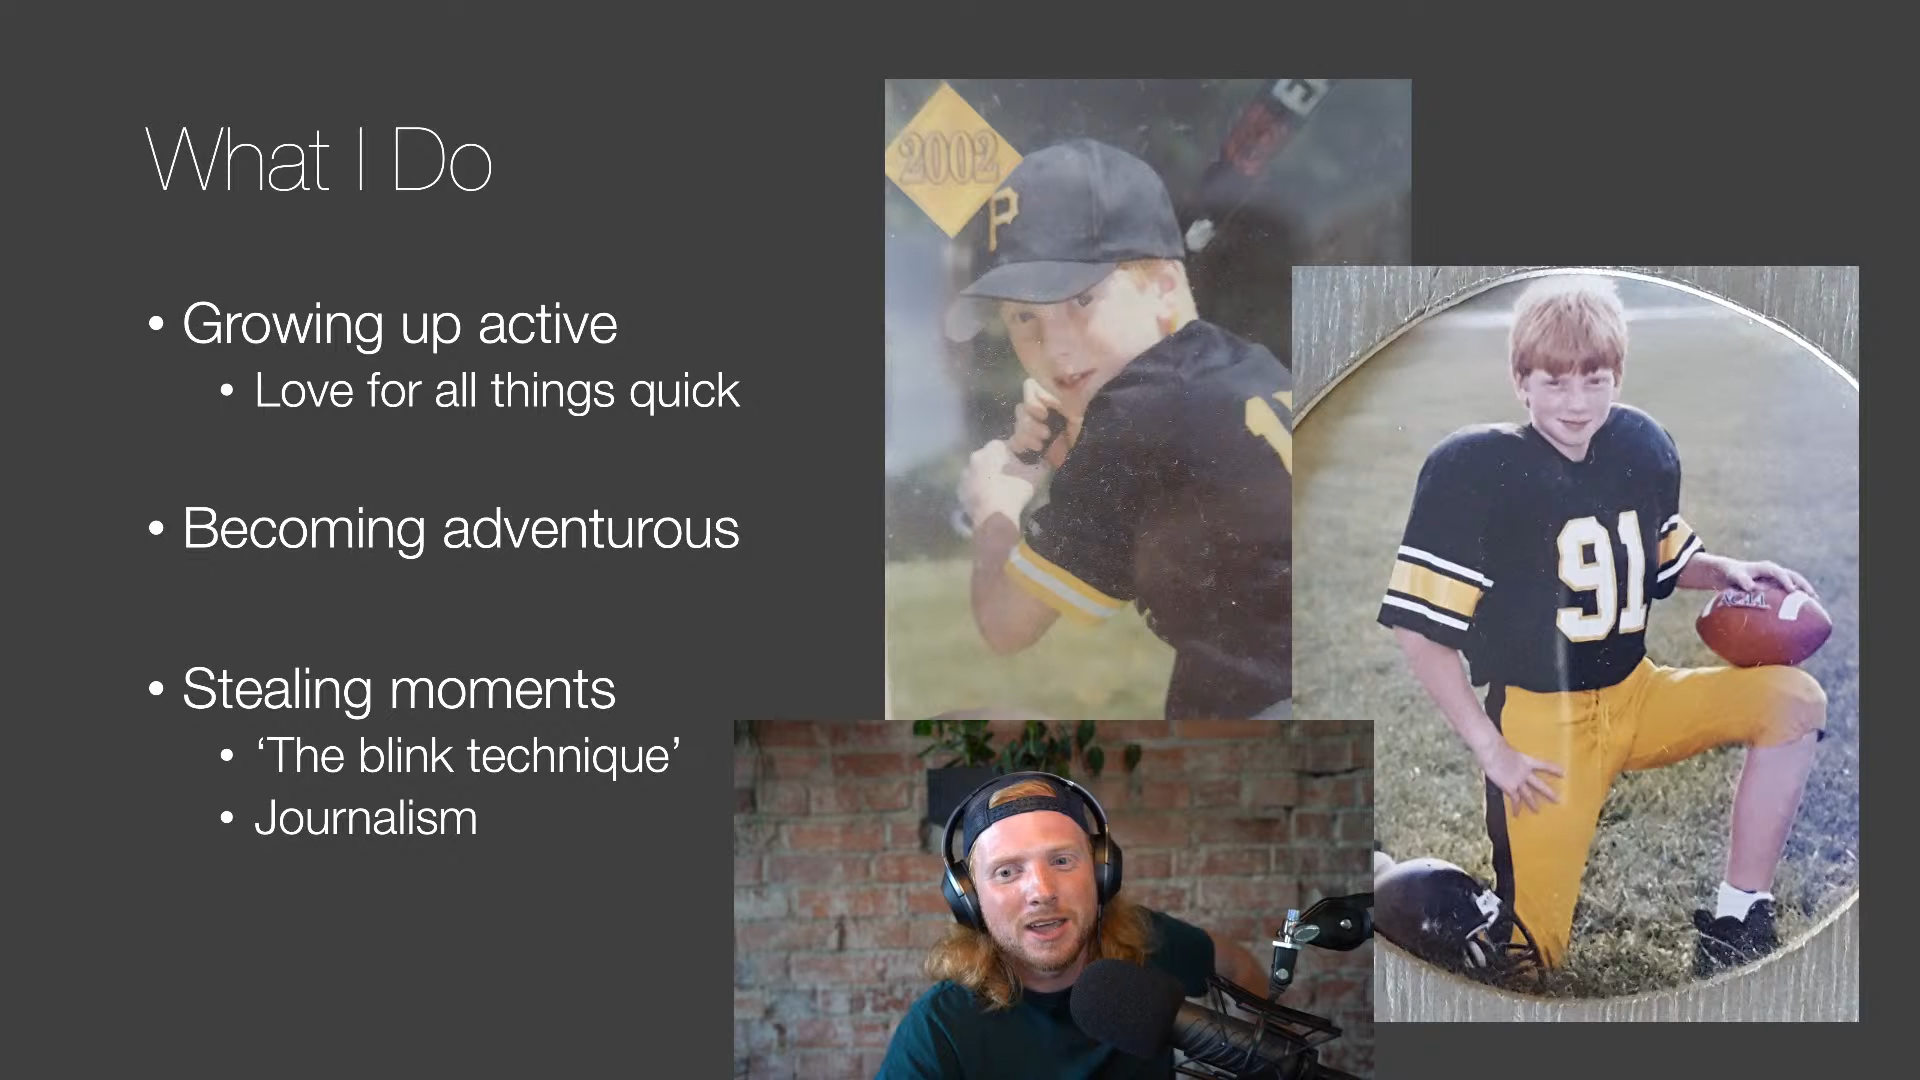 What I Do
• Growing up active
• Love for all things quick
• Becoming adventurous
• Stealing moments
• ‘The blink technique’
• Journalism
2002
P
91